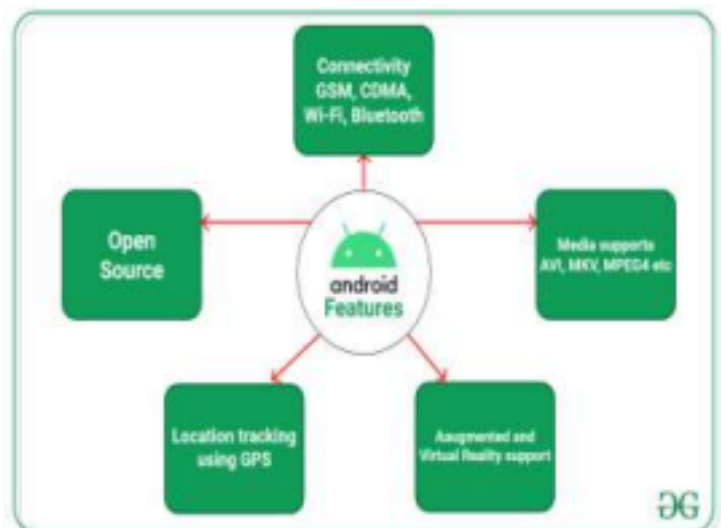 Connectivity
GSM, CDMA,
Wi-Fi, Bluetooth
Open
Source
android
Features
Media supports
AVI, MKV, MPEG4 etc
Location tracking
using GPS
Aaugmented and
Virtual Reality support